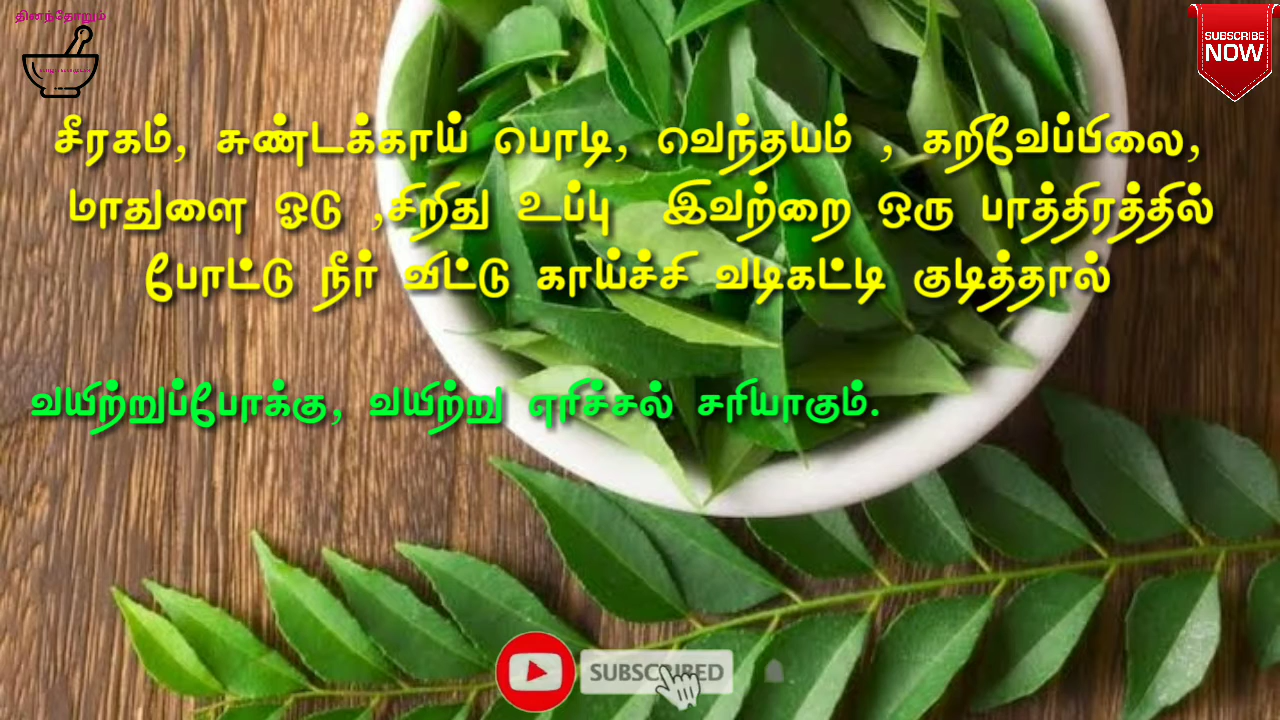 தினந்தோறும்
SUBSCRIBE
NOW
சீரகம், சுண்டக்காய் பொடி, வெந்தயம் , கறிவேப்பிலை,
மாதுளை ஓடு ,சிறிது உப்பு இவற்றை ஒரு பாத்திரத்தில்
போட்டு நீர் விட்டு காய்ச்சி வடிகட்டி குடித்தால்
வயிற்றுப்போக்கு, வயிற்று எரிச்சல் சரியாகும்.
SUBSCRIBED